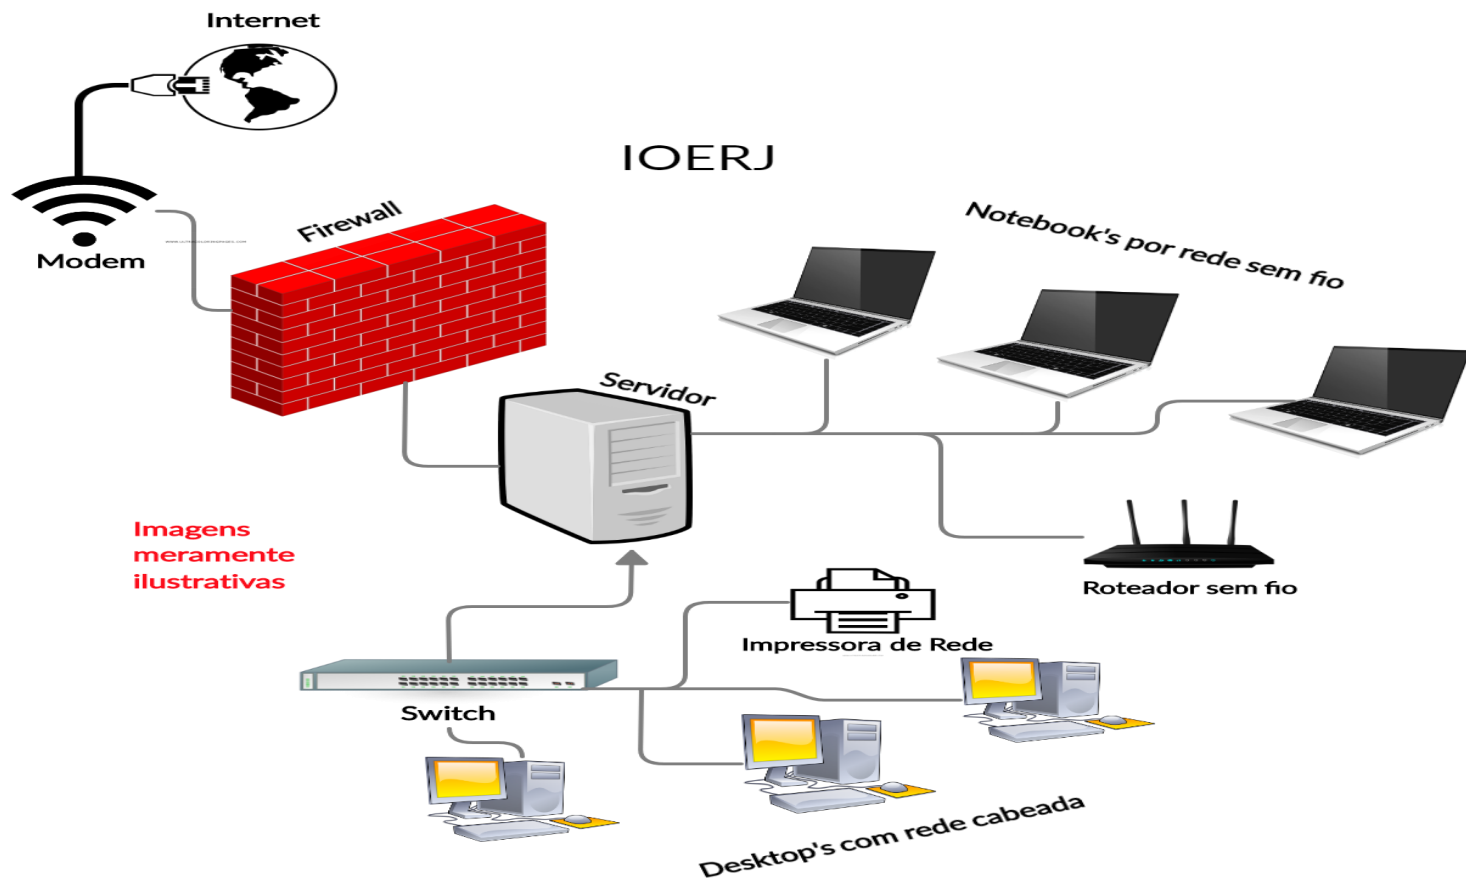 Internet
IOERJ
Firewall
Notebook's por rede sem fio
Modem
Servidor
Imagens
meramente
ilustrativas
Roteador sem fio
Impressora de Rede
Switch
Desktop's com rede cabeada